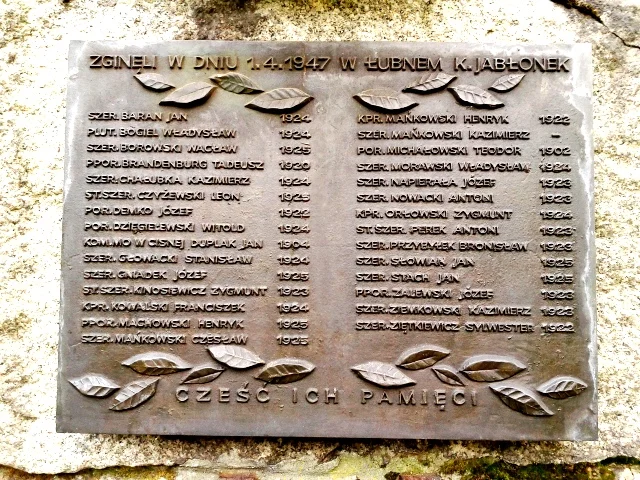 ZGINĘLI W DNIU 1.4.1947 W ŁUBNEM K.JABŁONEK
SZER. BARAN JAN 1924
PLUT. BOGIEL WŁADYSŁAW 1924
SZER. BOROWSKI WACŁAW 1925
PPOR. BRANDENBURG TADEUSZ 1920
SZER. CHAŁUBKA KAZIMIERZ 1924
ST.SZER. CZYŻEWSKI LEON 1925
POR. DEMKO JÓZEF 1922
POR. DZIĘGIELEWSKI WITOLD 1924
KOM.MO W CISNEJ DUPLAK JAN 1904
SZER. GŁOWACKI STANISŁAW 1924
SZER. GNIADEK JÓZEF 1925
ST.SZER. KINOSIEWICZ ZYGMUNT 1923
KPR. KOWALSKI FRANCISZEK 1924
PPOR. MACHOWSKI HENRYK 1925
SZER. MAŃKOWSKI CZESŁAW 1925
KPR. MAŃKOWSKI HENRYK 1922
SZER. MAŃKOWSKI KAZIMIERZ –
POR. MICHAŁOWSKI TEODOR 1902
SZER. MORAWSKI WŁADYSŁAW 1924
SZER. NAPIERAŁA JÓZEF 1923
SZER. NOWACKI ANTONI 1923
KPR. ORŁOWSKI ZYGMUNT 1924
ST. SZER. PEREK ANTONI 1923
SZER. PRZYBYŁEK BRONISŁAW 1923
SZER. SŁOWIAN JAN 1925
SZER. STACH JAN 1925
PPOR. ZALEWSKI JÓZEF 1923
SZER. ZIEMKOWSKI KAZIMIERZ 1923
SZER. ZIĘTKIEWICZ SYLWESTER 1922
CZEŚĆ ICH PAMIĘCI